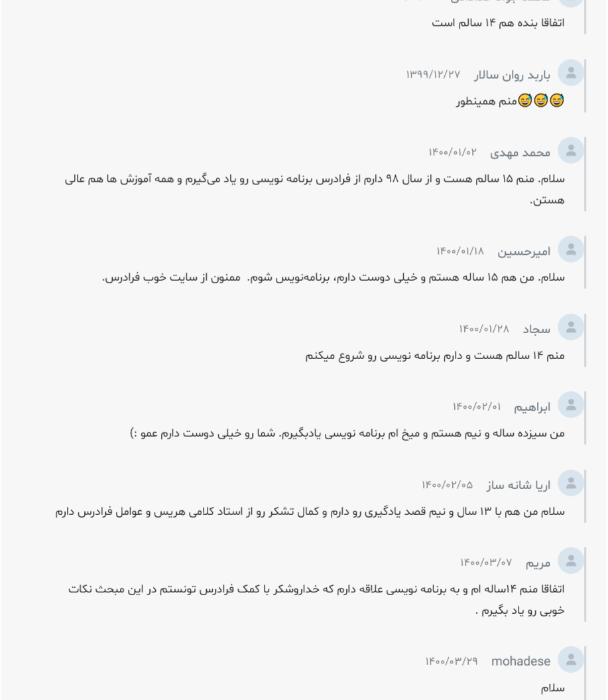 اتفاقا بنده هم ۱۴ سالم است
باربد روان سالار ۱۳۹۹/۱۲/۲۷
😅😅😅منم همینطور
محمد مهدی ۱۴۰۰/۰۱/۰۲
سلام. منم ۱۵ سالم هست و از سال ۹۸ دارم از فرادرس برنامه نویسی رو یاد می‌گیرم و همه آموزش ها هم عالی
هستن.
امیرحسین ۱۴۰۰/۰۱/۱۸
سلام. من هم ۱۵ ساله هستم و خیلی دوست دارم، برنامه‌نویس شوم. ممنون از سایت خوب فرادرس.
سجاد ۱۴۰۰/۰۱/۲۸
منم ۱۴ سالم هست و دارم برنامه نویسی رو شروع میکنم
ابراهیم ۱۴۰۰/۰۲/۰۱
من سیزده ساله و نیم هستم و میخ ام برنامه نویسی یادبگیرم. شما رو خیلی دوست دارم عمو :)
اریا شانه ساز ۱۴۰۰/۰۲/۰۵
سلام من هم با ۱۳ سال و نیم قصد یادگیری رو دارم و کمال تشکر رو از استاد کلامی هریس و عوامل فرادرس دارم
مریم ۱۴۰۰/۰۳/۰۷
اتفاقا منم ۱۴ساله ام و به برنامه نویسی علاقه دارم که خداروشکر با کمک فرادرس تونستم در این مبحث نکات
خوبی رو یاد بگیرم .
mohadese ۱۴۰۰/۰۳/۲۹
سلام